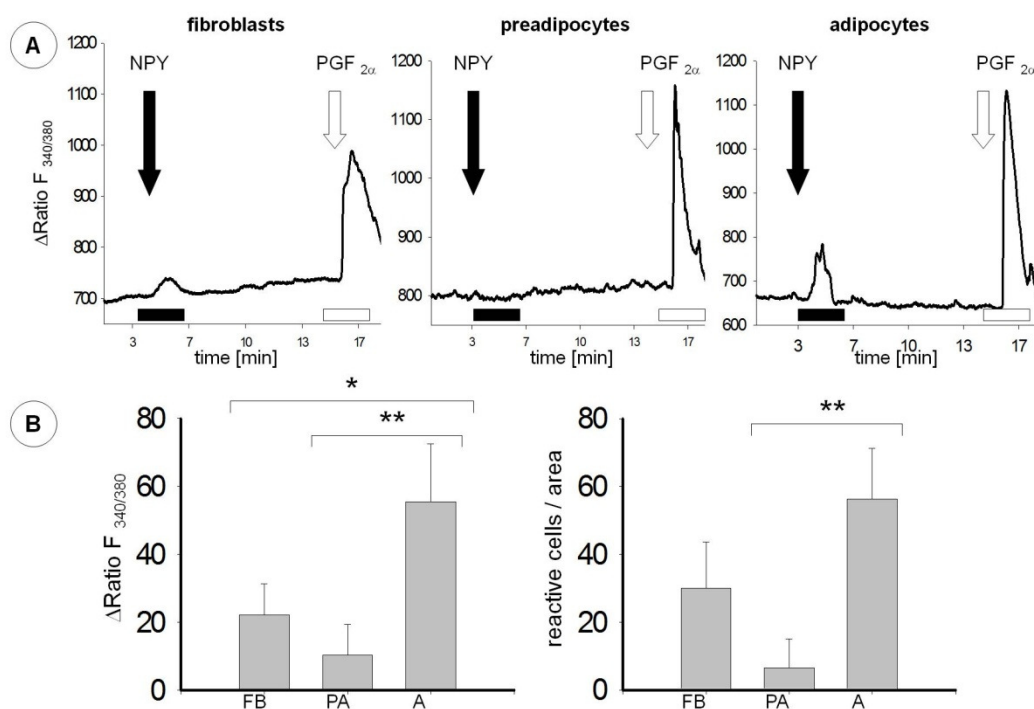 A
fibroblasts
preadipocytes
adipocytes
ΔRatio F 340/380
1200
1100
1000
900
800
700
NPY
PGF 2α
3 7 10 13 17
time [min]
1200
1100
1000
900
800
NPY
PGF 2α
3 7 10 13 17
time [min]
1200
1100
1000
900
800
700
600
NPY
PGF 2α
3 7 10 13 17
time [min]
B
ΔRatio F 340/380
80
60
40
20
0
*
**
FB PA A
reactive cells / area
80
60
40
20
0
**
FB PA A